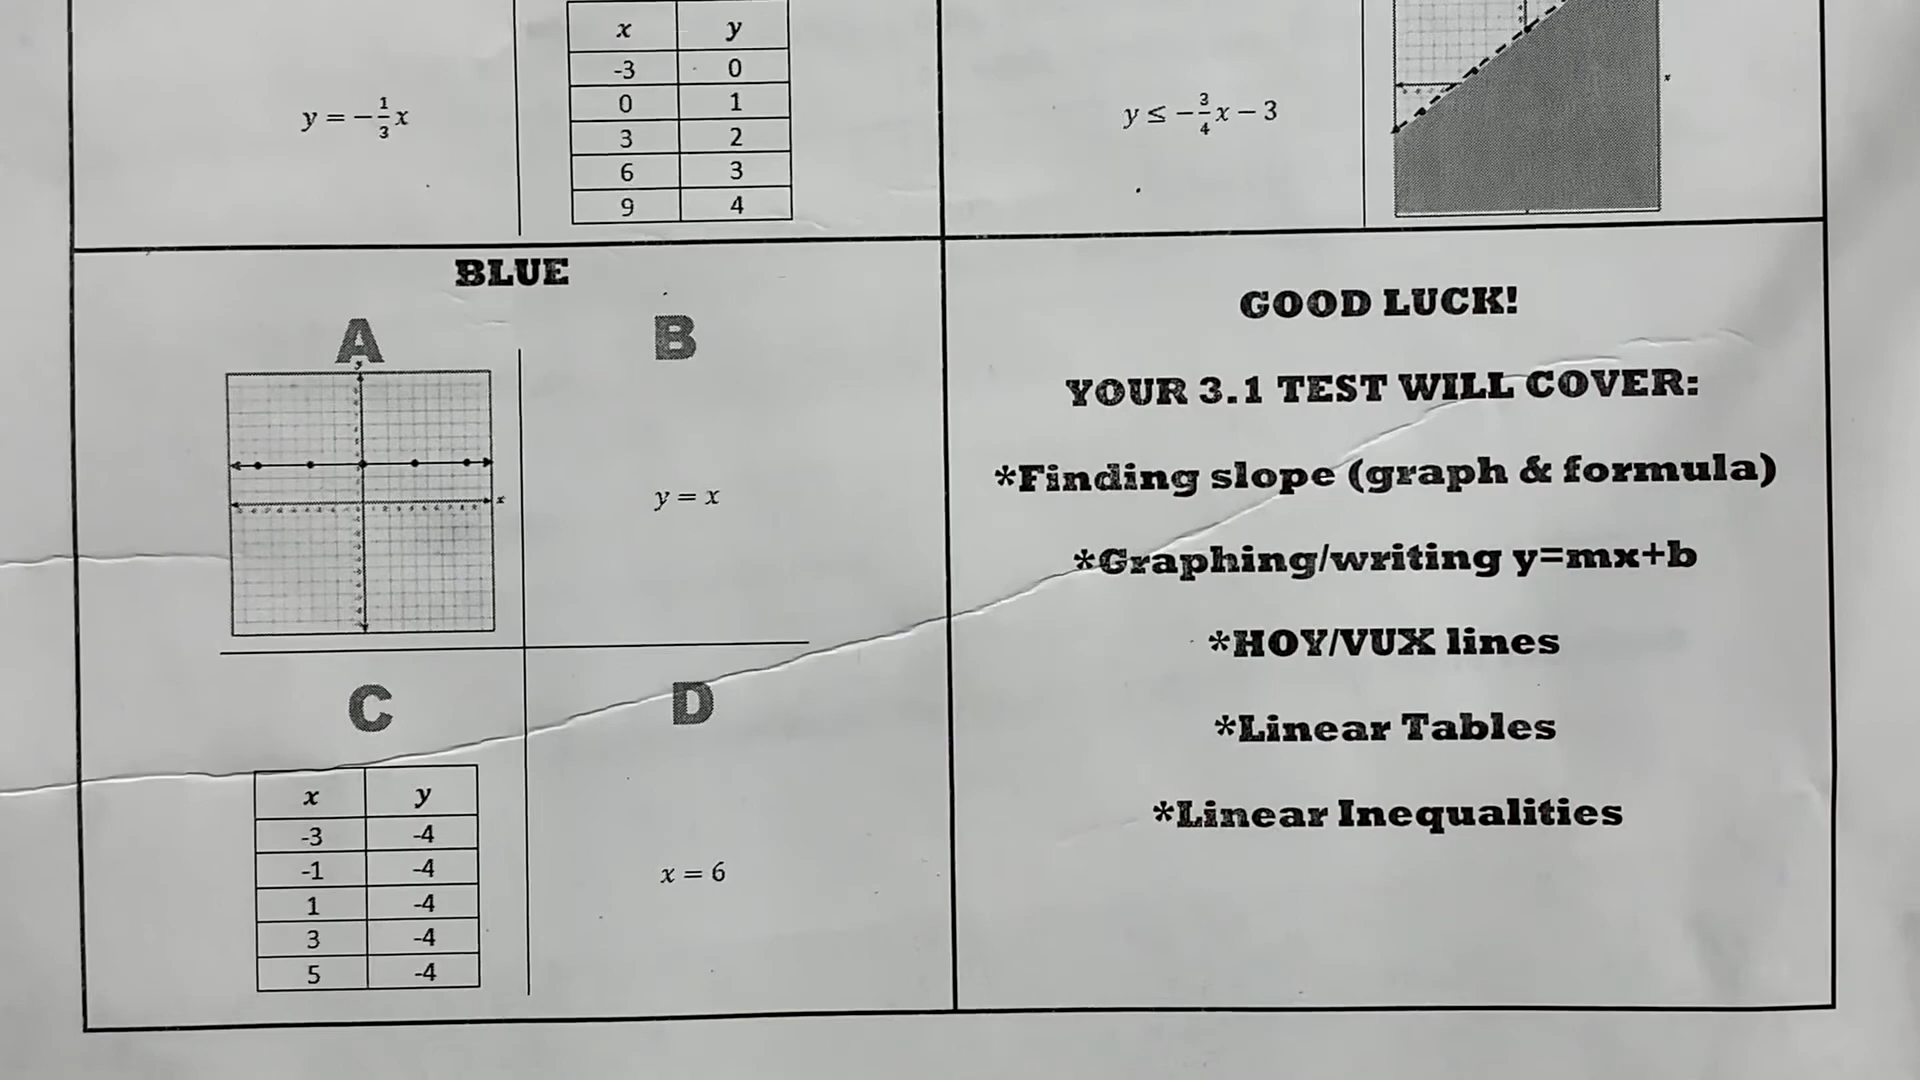 x y
-3 0
0 1
3 2
6 3
9 4
y = -1/3 x
y ≤ -3/4 x - 3
x
BLUE
A B
y
x
y = x
C D
x y
-3 -4
-1 -4
1 -4
3 -4
5 -4
x = 6
GOOD LUCK!
YOUR 3.1 TEST WILL COVER:
*Finding slope (graph & formula)
*Graphing/writing y=mx+b
*HOY/VUX lines
*Linear Tables
*Linear Inequalities